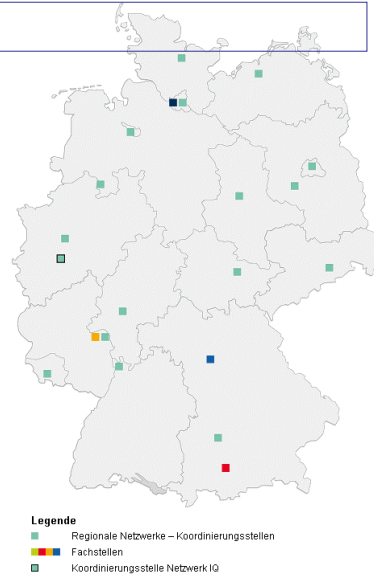 Legende
Regionale Netzwerke – Koordinierungsstellen
Fachstellen
Koordinierungsstelle Netzwerk IQ